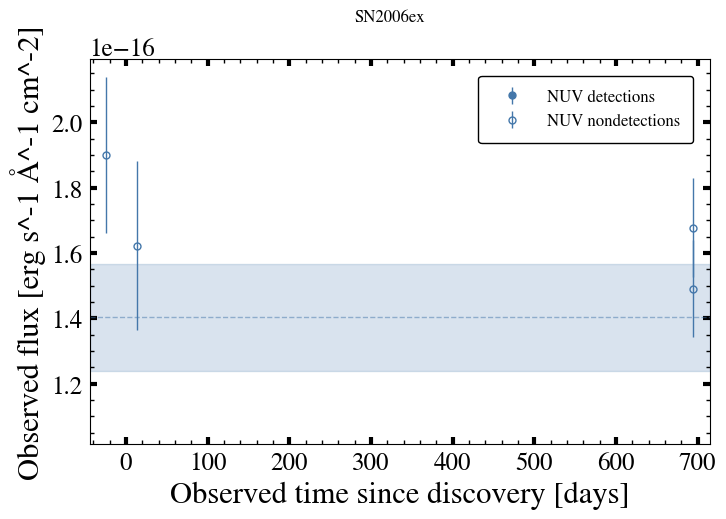 SN2006ex
1e−16
NUV detections
NUV nondetections
2.0
1.8
1.6
1.4
1.2
Observed flux [erg s^-1 Å^-1 cm^-2]
0 100 200 300 400 500 600 700
Observed time since discovery [days]